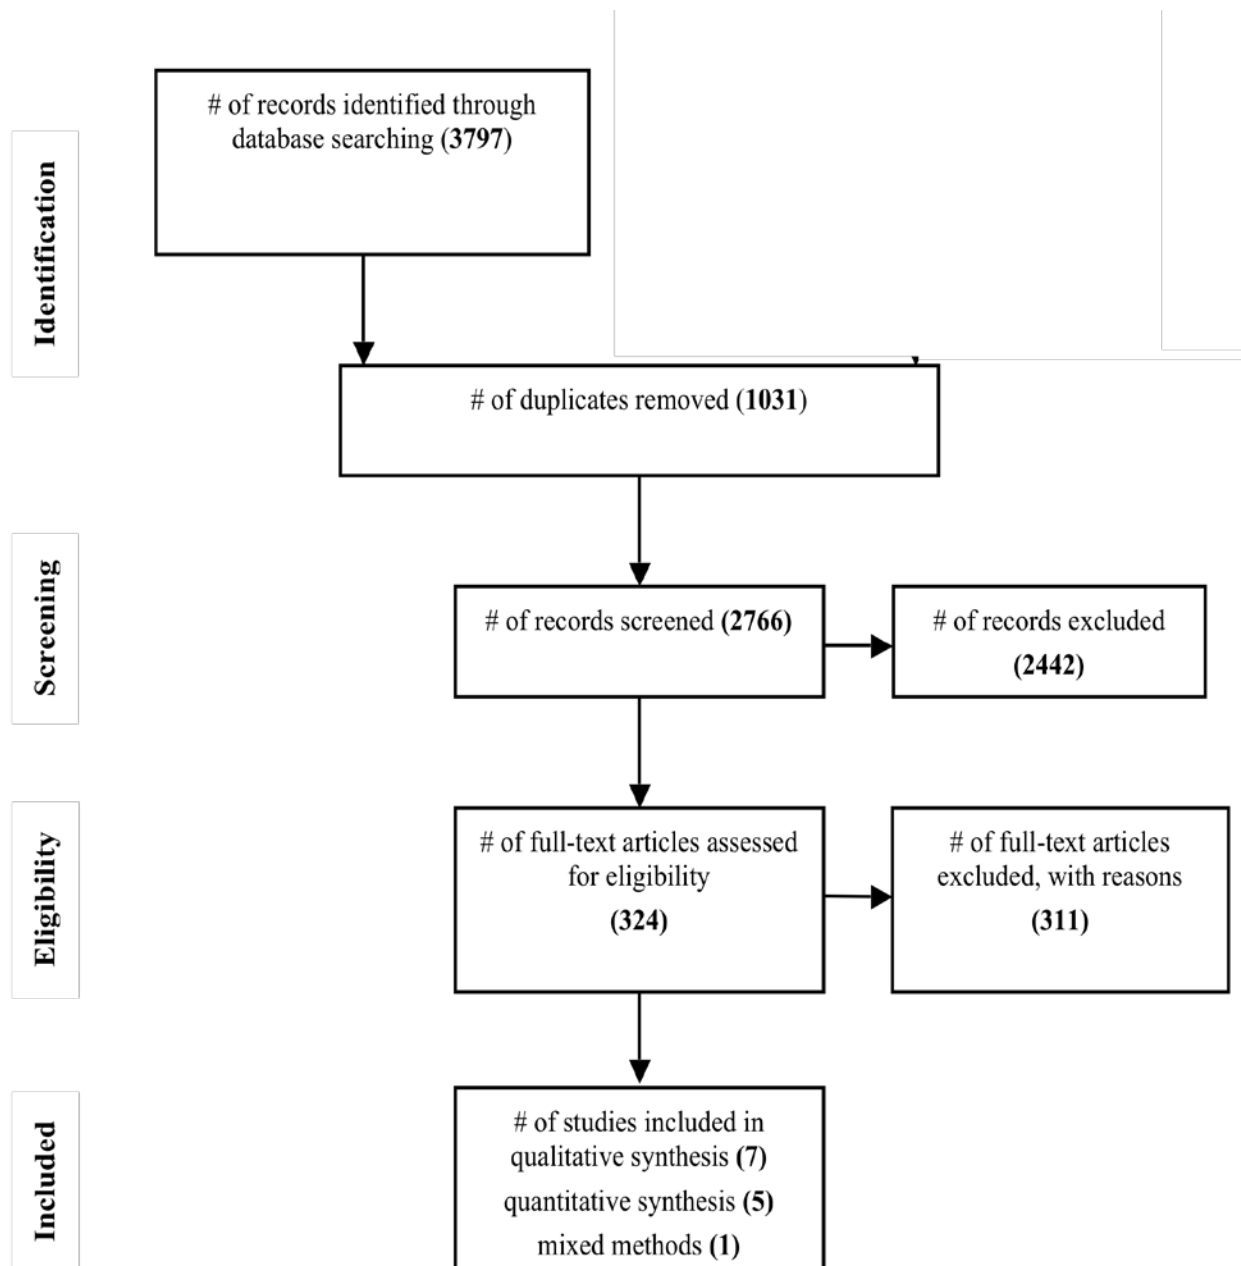 Identification
# of records identified through
database searching (3797)
# of duplicates removed (1031)
Screening
# of records screened (2766)
# of records excluded
(2442)
Eligibility
# of full-text articles assessed
for eligibility
(324)
# of full-text articles
excluded, with reasons
(311)
Included
# of studies included in
qualitative synthesis (7)
quantitative synthesis (5)
mixed methods (1)